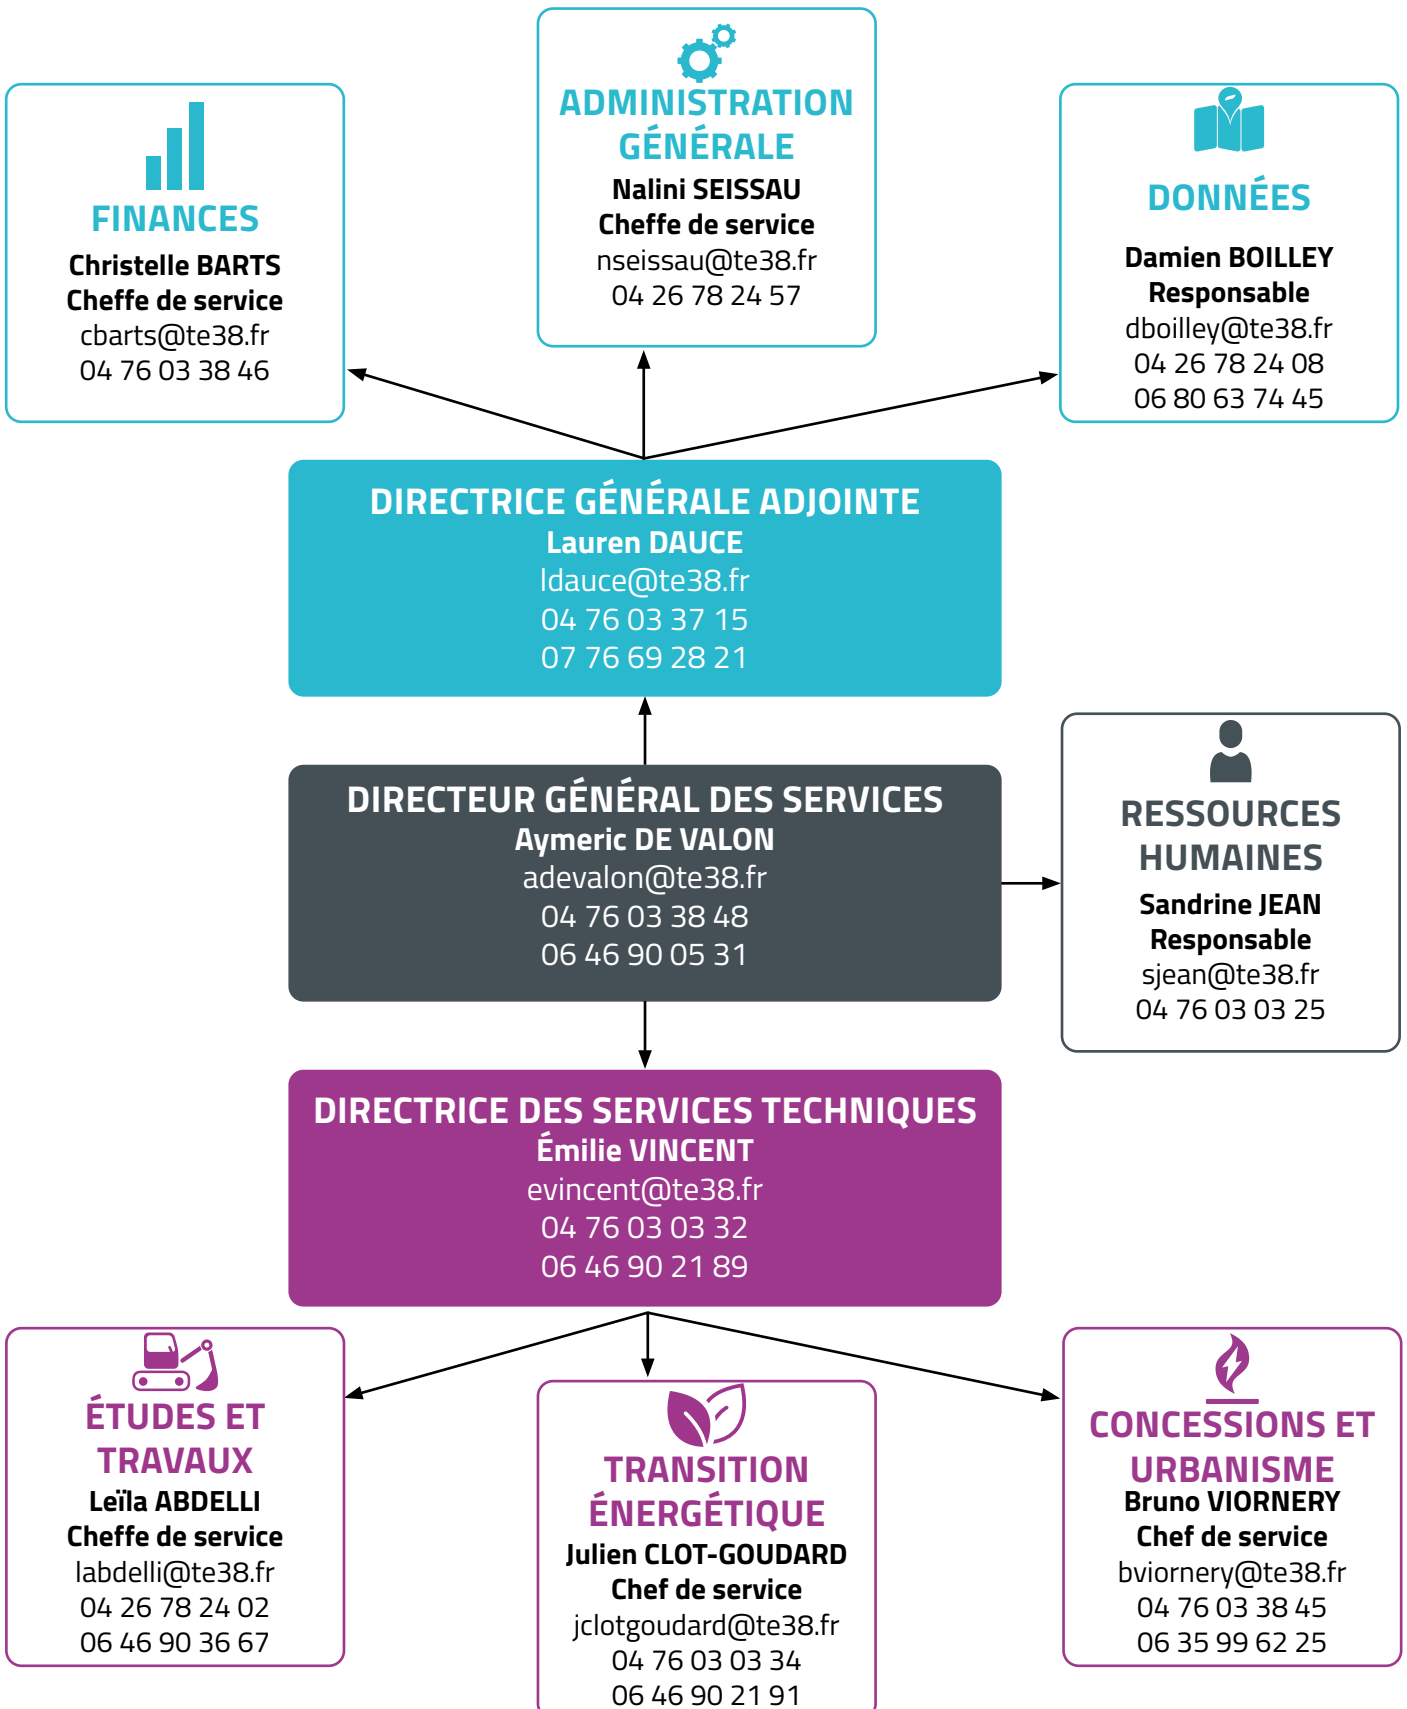 FINANCES
Christelle BARTS
Cheffe de service
cbarts@te38.fr
04 76 03 38 46
ADMINISTRATION
GÉNÉRALE
Nalini SEISSAU
Cheffe de service
nseissau@te38.fr
04 26 78 24 57
DONNÉES
Damien BOILLEY
Responsable
dboilley@te38.fr
04 26 78 24 08
06 80 63 74 45
DIRECTRICE GÉNÉRALE ADJOINTE
Lauren DAUCE
ldauce@te38.fr
04 76 03 37 15
07 76 69 28 21
DIRECTEUR GÉNÉRAL DES SERVICES
Aymeric DE VALON
adevalon@te38.fr
04 76 03 38 48
06 46 90 05 31
RESSOURCES
HUMAINES
Sandrine JEAN
Responsable
sjean@te38.fr
04 76 03 03 25
DIRECTRICE DES SERVICES TECHNIQUES
Émilie VINCENT
evincent@te38.fr
04 76 03 03 32
06 46 90 21 89
ÉTUDES ET
TRAVAUX
Leïla ABDELLI
Cheffe de service
labdelli@te38.fr
04 26 78 24 02
06 46 90 36 67
TRANSITION
ÉNERGÉTIQUE
Julien CLOT-GOUDARD
Chef de service
jclotgoudard@te38.fr
04 76 03 03 34
06 46 90 21 91
CONCESSIONS ET
URBANISME
Bruno VIORNERY
Chef de service
bviornery@te38.fr
04 76 03 38 45
06 35 99 62 25